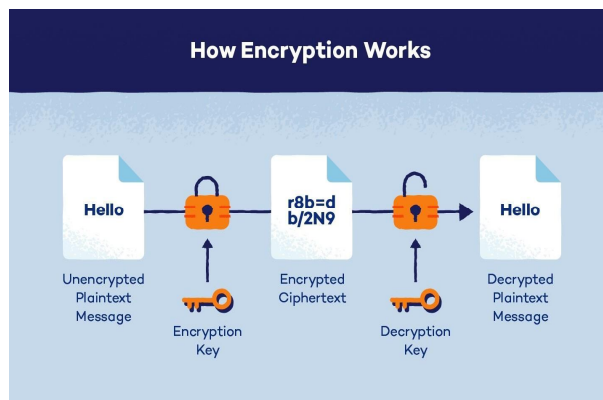 How Encryption Works
Hello
r8b=d
b/2N9
Hello
Unencrypted
Plaintext
Message
Encryption
Key
Encrypted
Ciphertext
Decryption
Key
Decrypted
Plaintext
Message